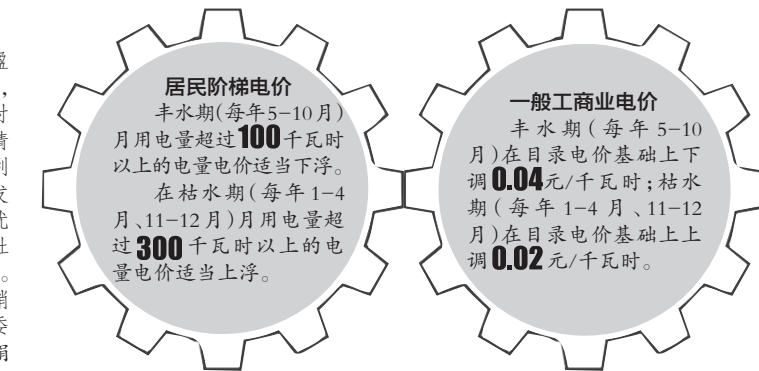 居民阶梯电价
丰水期(每年5-10月)
月用电量超过100千瓦时
以上的电量电价适当下浮。
在枯水期(每年1-4
月、11-12月)月用电量超
过300千瓦时以上的电
量电价适当上浮。
一般工商业电价
丰水期(每年5-10
月)在目录电价基础上下
调0.04元/千瓦时;枯水
期(每年1-4月、11-12
月)在目录电价基础上上
调0.02元/千瓦时。